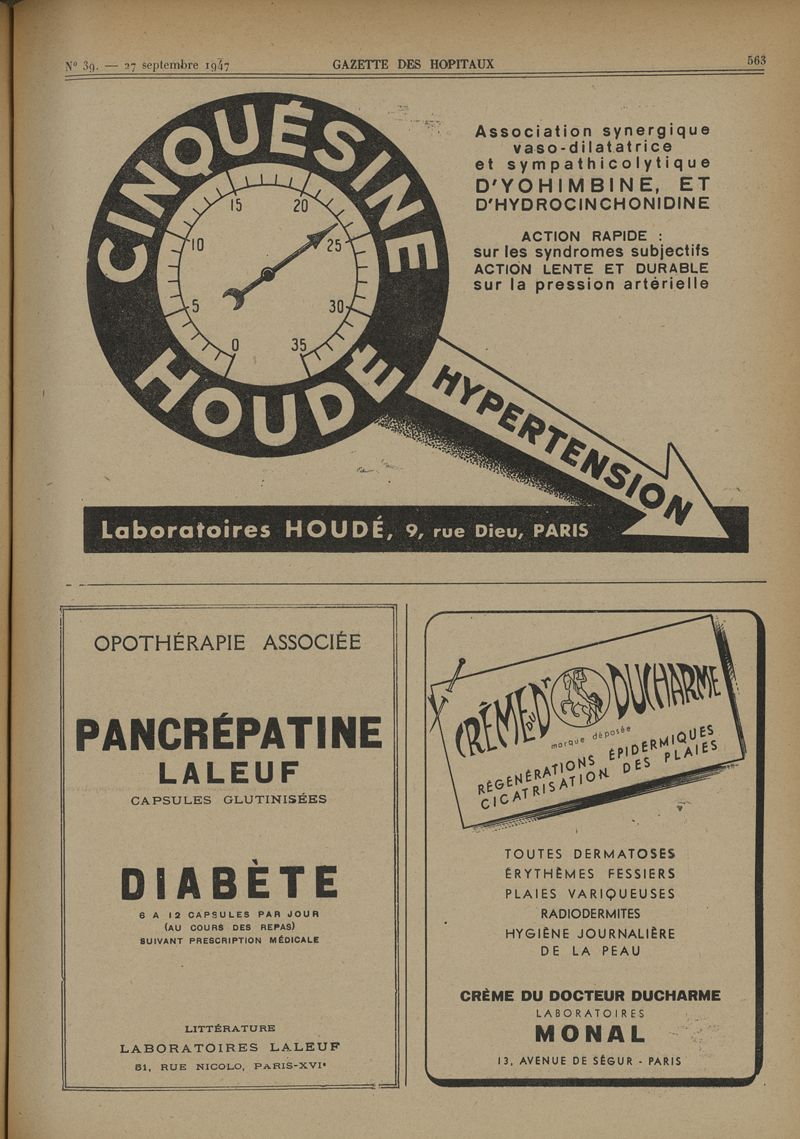 Nº 39. — 27 septembre 1947 GAZETTE DES HOPITAUX 563
CINQUÉSINE
HOUDÉ
0
5
10
15
20
25
30
35
Association synergique
vaso-dilatatrice
et sympathicolytique
D'YOHIMBINE, ET
D'HYDROCINCHONIDINE
ACTION RAPIDE :
sur les syndromes subjectifs
ACTION LENTE ET DURABLE
sur la pression artérielle
HYPERTENSION
Laboratoires HOUDÉ, 9, rue Dieu, PARIS
OPOTHÉRAPIE ASSOCIÉE
PANCRÉPATINE
LALEUF
CAPSULES GLUTINISÉES
DIABÈTE
6 A 12 CAPSULES PAR JOUR
(AU COURS DES REPAS)
SUIVANT PRESCRIPTION MÉDICALE
LITTÉRATURE
LABORATOIRES LALEUF
51, RUE NICOLO, PARIS-XVIe
CRÈME DU Dr DUCHARME
marque déposée
RÉGÉNÉRATIONS ÉPIDERMIQUES
CICATRISATION DES PLAIES
TOUTES DERMATOSES
ÉRYTHÈMES FESSIERS
PLAIES VARIQUEUSES
RADIODERMITES
HYGIÈNE JOURNALIÈRE
DE LA PEAU
CRÈME DU DOCTEUR DUCHARME
LABORATOIRES
MONAL
13, AVENUE DE SÉGUR - PARIS